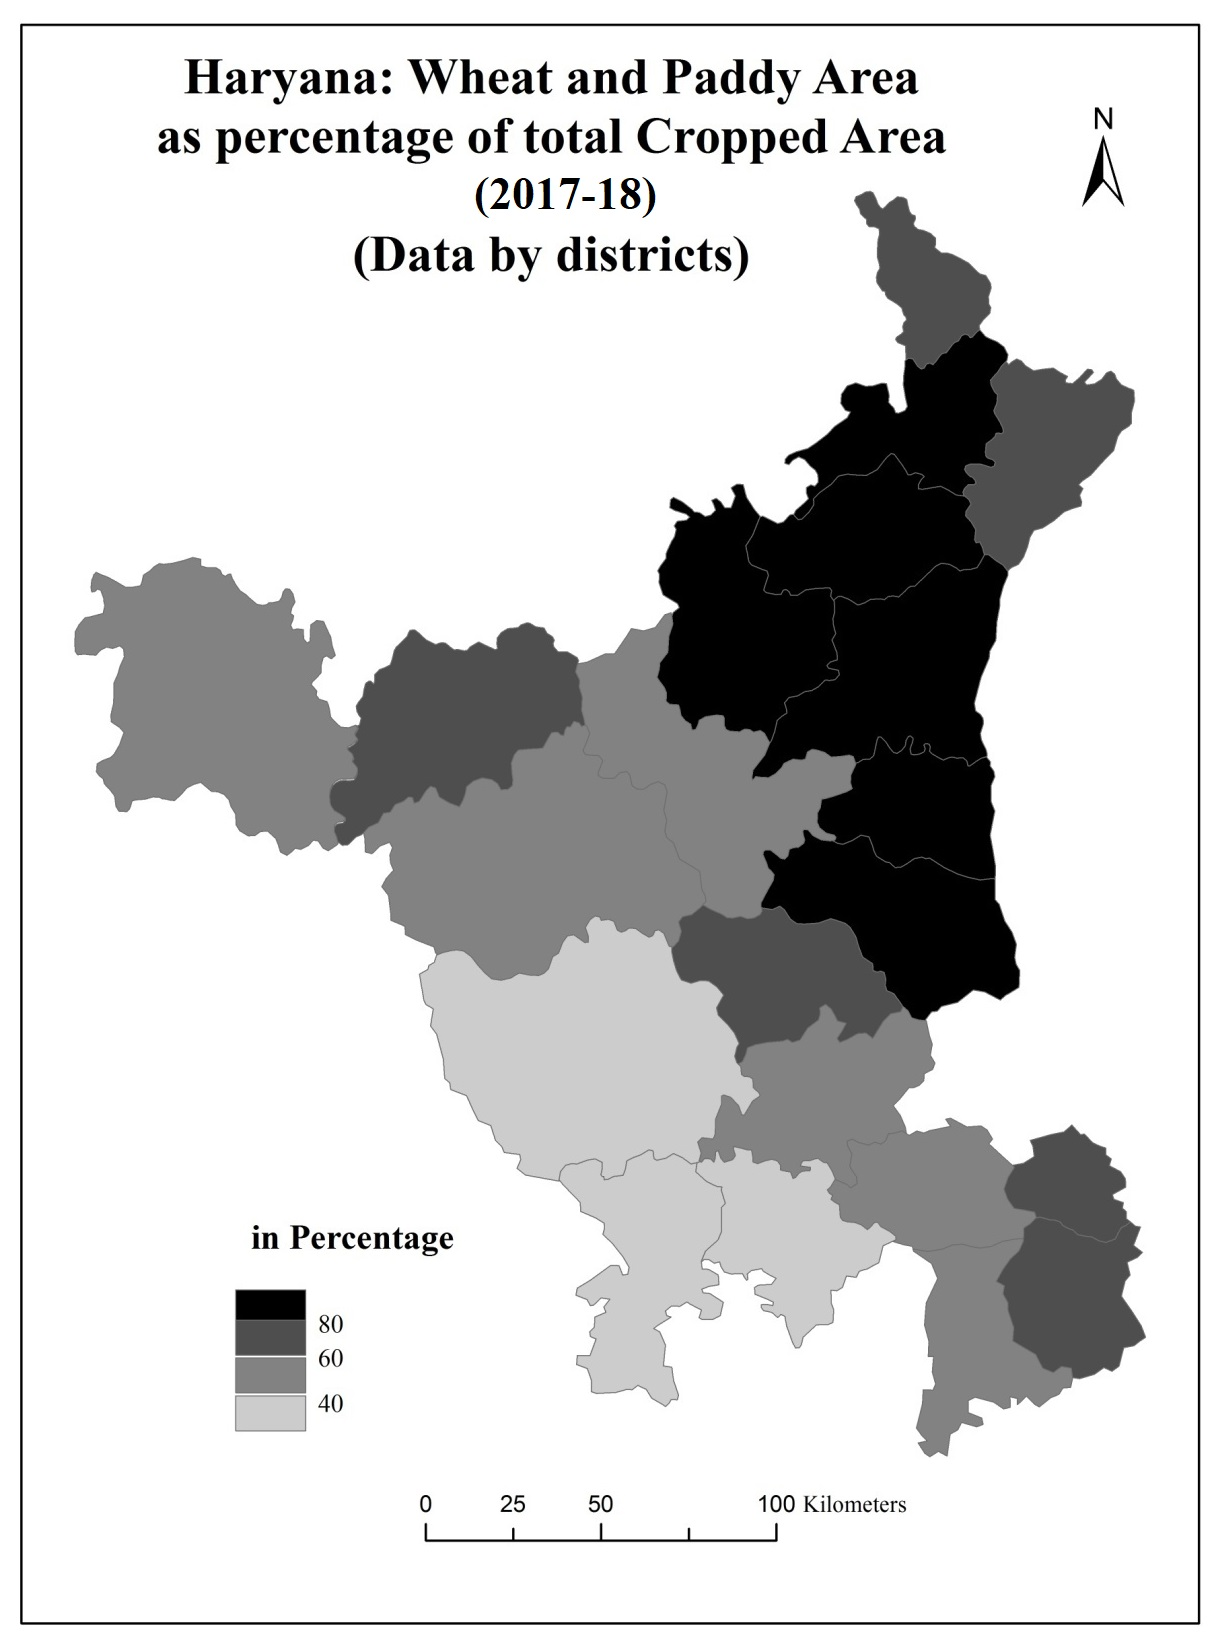 Haryana: Wheat and Paddy Area
as percentage of total Cropped Area
(2017-18)
(Data by districts)
N
in Percentage
80
60
40
0 25 50 100 Kilometers